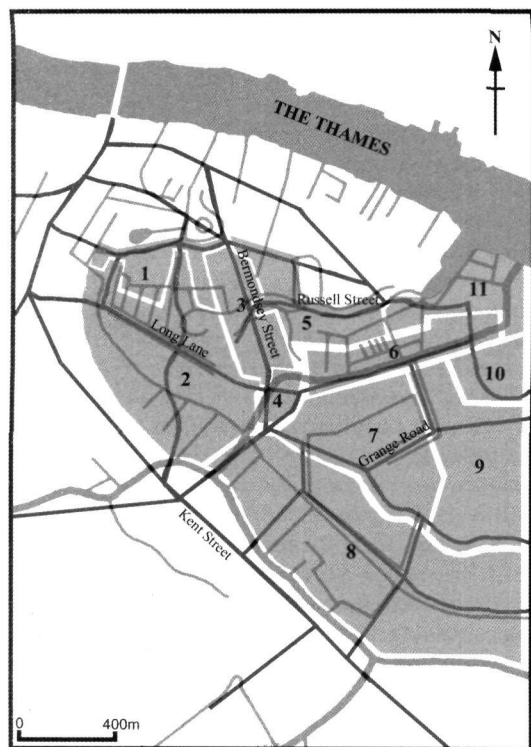 N
THE THAMES
1
Bermondsey Street
3
Russell Street
11
5
Long Lane
6
2
10
4
7
Grange Road
9
Kent Street
8
0 400m